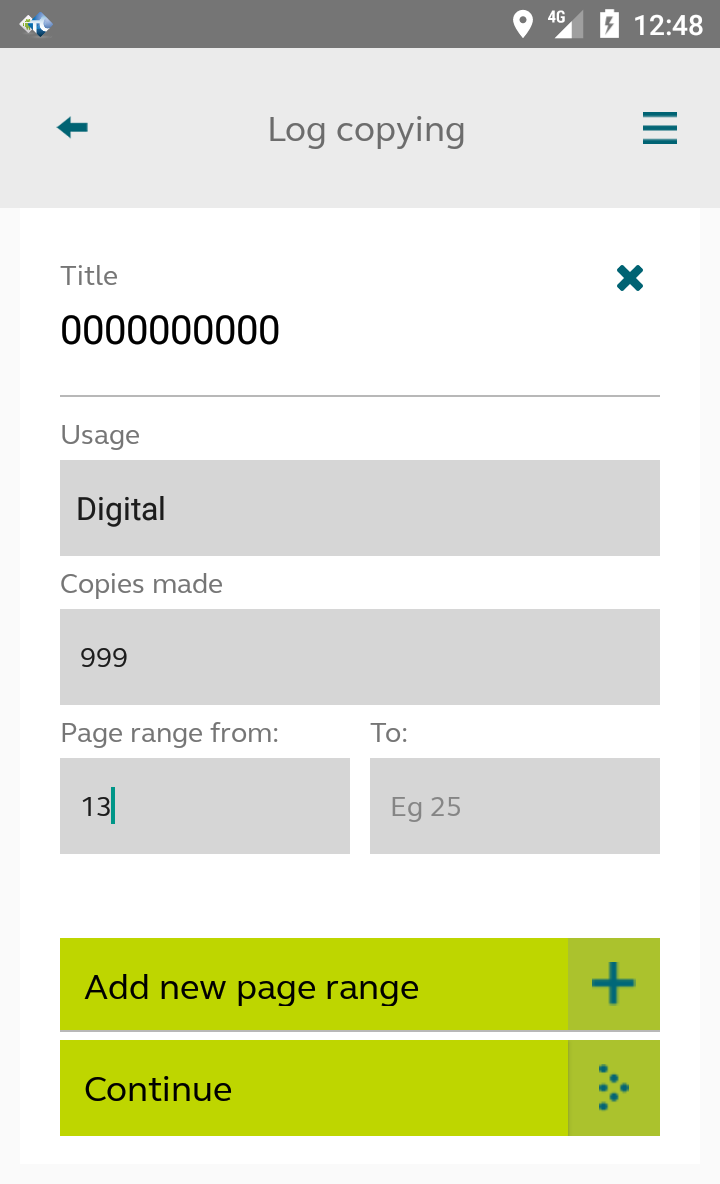 4G 12:48
Log copying
Title
0000000000
Usage
Digital
Copies made
999
Page range from: To:
13 Eg 25
Add new page range
Continue